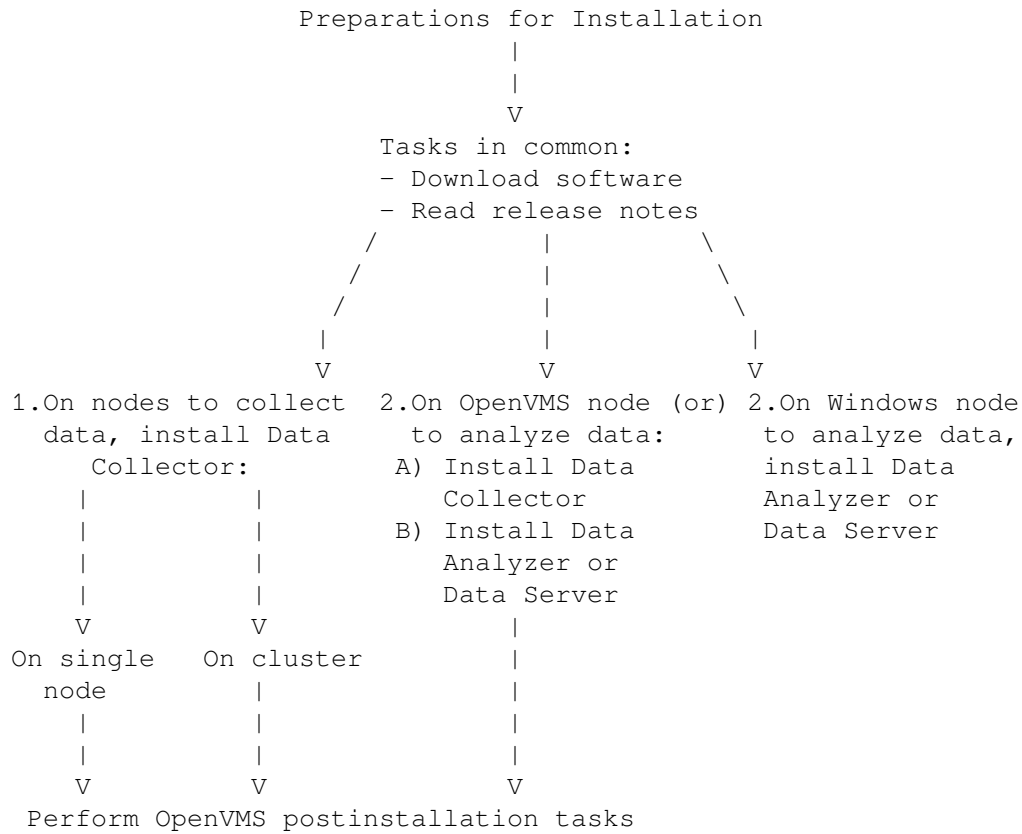 Preparations for Installation
Tasks in common:
- Download software
- Read release notes
1.On nodes to collect
data, install Data
Collector:
2.On OpenVMS node (or)
to analyze data:
A) Install Data
Collector
B) Install Data
Analyzer or
Data Server
2.On Windows node
to analyze data,
install Data
Analyzer or
Data Server
On single
node
On cluster
Perform OpenVMS postinstallation tasks